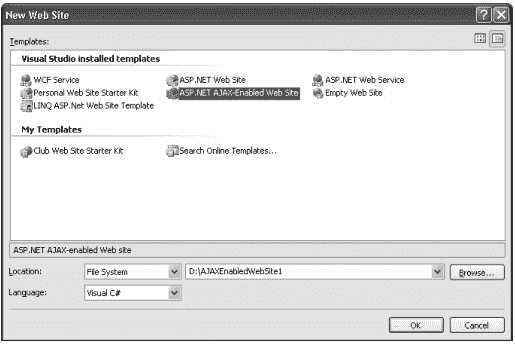 New Web Site
Templates:
Visual Studio installed templates
WCF Service
ASP.NET Web Site
ASP.NET Web Service
Personal Web Site Starter Kit
ASP.NET AJAX-Enabled Web Site
Empty Web Site
LINQ ASP.Net Web Site Template
My Templates
Club Web Site Starter Kit
Search Online Templates...
ASP.NET AJAX-enabled Web site
Location:
File System
D:\AJAXEnabledWebSite1
Browse...
Language:
Visual C#
OK
Cancel